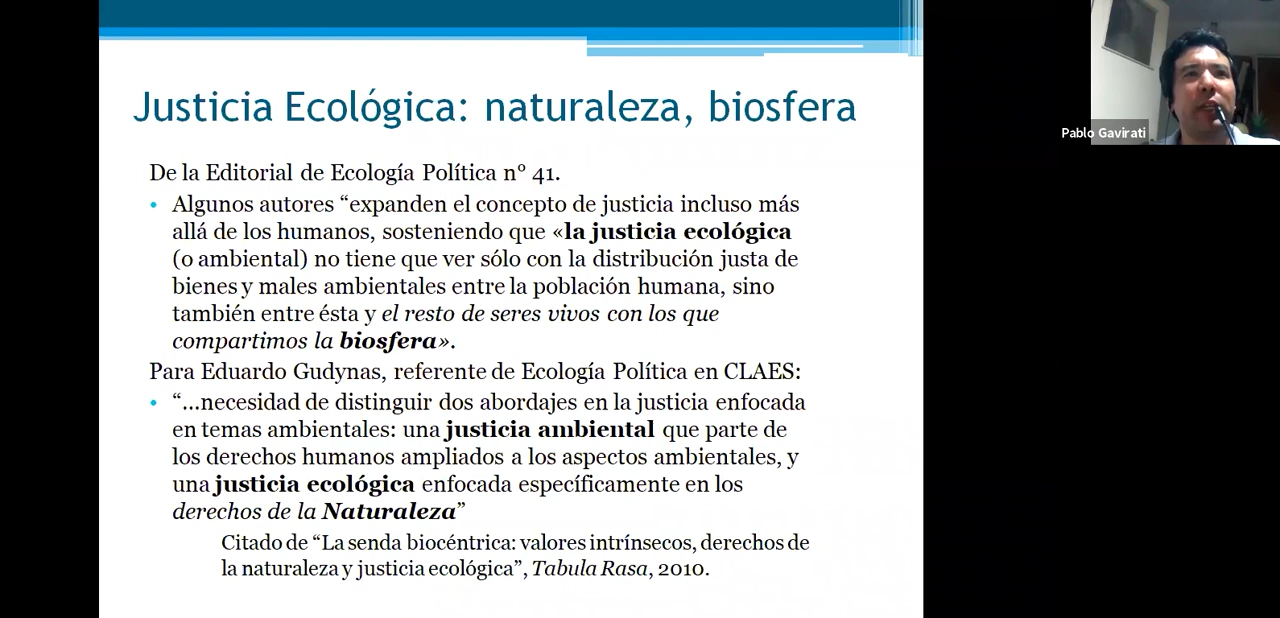 Justicia Ecológica: naturaleza, biosfera
De la Editorial de Ecología Política n° 41.
• Algunos autores “expanden el concepto de justicia incluso más
allá de los humanos, sosteniendo que «la justicia ecológica
(o ambiental) no tiene que ver sólo con la distribución justa de
bienes y males ambientales entre la población humana, sino
también entre ésta y el resto de seres vivos con los que
compartimos la biosfera».
Para Eduardo Gudynas, referente de Ecología Política en CLAES:
• “…necesidad de distinguir dos abordajes en la justicia enfocada
en temas ambientales: una justicia ambiental que parte de
los derechos humanos ampliados a los aspectos ambientales, y
una justicia ecológica enfocada específicamente en los
derechos de la Naturaleza”
Citado de “La senda biocéntrica: valores intrínsecos, derechos de
la naturaleza y justicia ecológica”, Tabula Rasa, 2010.
Pablo Gavirati